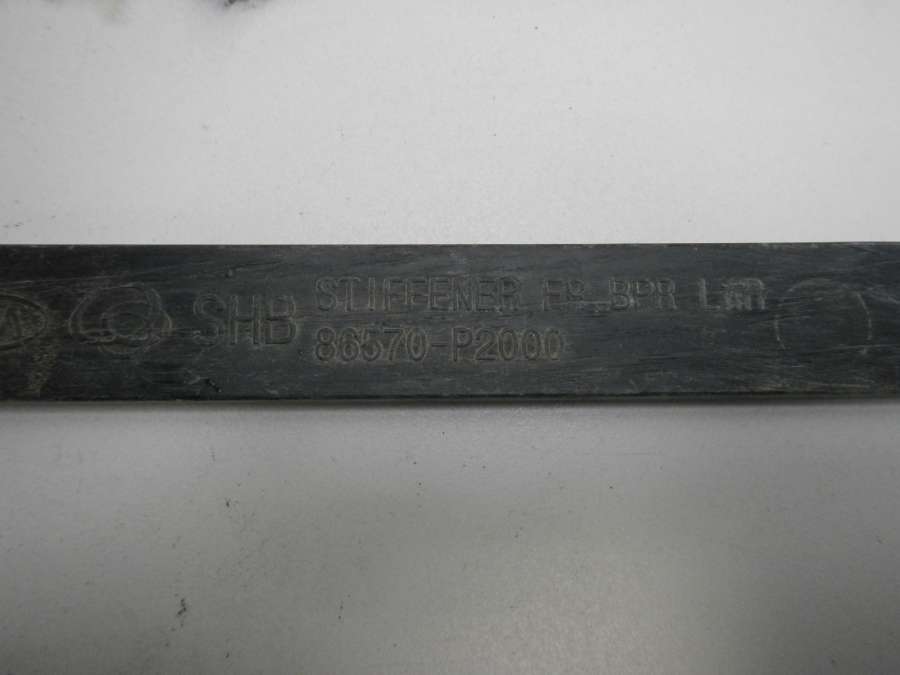 SHB
STIFFENER FR BPR LWR
86570-P2000